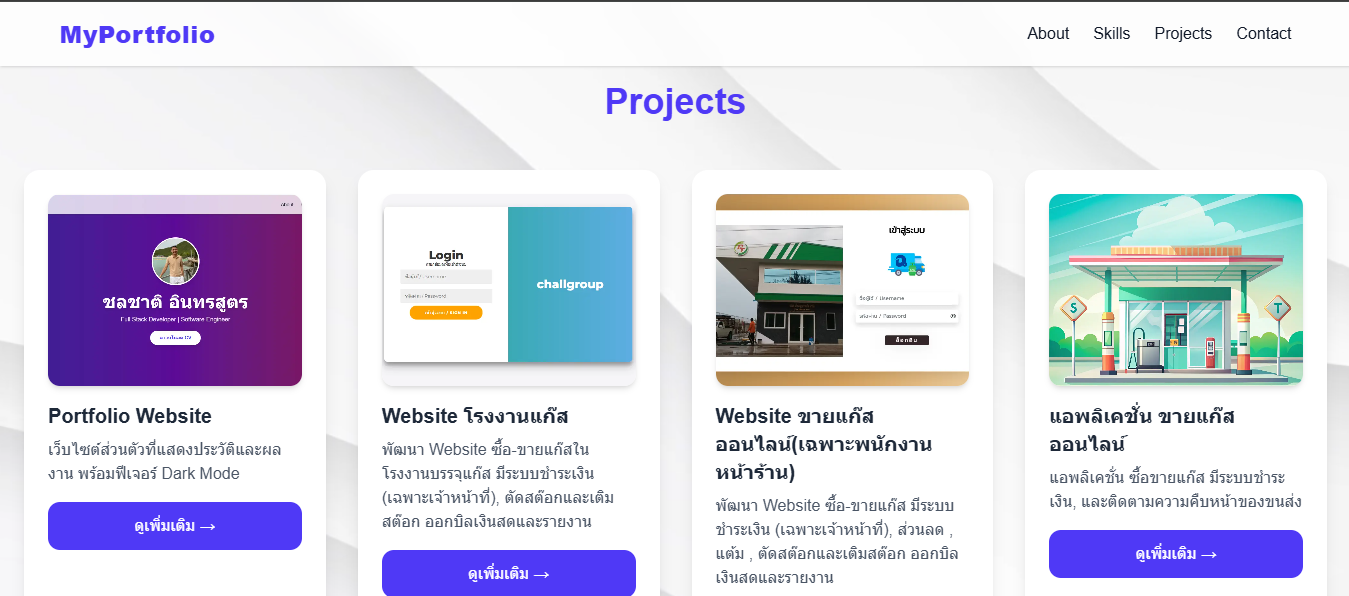 MyPortfolio
About
Skills
Projects
Contact
Projects
ชลชาติ อินทรสูตร
Full Stack Developer | Software Engineer
Login
challgroup
เข้าสู่ระบบ
ชื่อผู้ใช้ / Username
รหัสผ่าน / Password
ล็อกอิน
S
T
Portfolio Website
เว็บไซต์ส่วนตัวที่แสดงประวัติและผล
งาน พร้อมฟีเจอร์ Dark Mode
ดูเพิ่มเติม →
Website โรงงานแก๊ส
พัฒนา Website ซื้อ-ขายแก๊สใน
โรงงานบรรจุแก๊ส มีระบบชำระเงิน
(เฉพาะเจ้าหน้าที่), ตัดสต๊อกและเติม
สต๊อก ออกบิลเงินสดและรายงาน
ดูเพิ่มเติม →
Website ขายแก๊ส
ออนไลน์(เฉพาะพนักงาน
หน้าร้าน)
พัฒนา Website ซื้อ-ขายแก๊ส มีระบบ
ชำระเงิน (เฉพาะเจ้าหน้าที่), ส่วนลด ,
แต้ม , ตัดสต๊อกและเติมสต๊อก ออกบิล
เงินสดและรายงาน
แอพลิเคชั่น ขายแก๊ส
ออนไลน์
แอพลิเคชั่น ซื้อขายแก๊ส มีระบบชำระ
เงิน, และติดตามความคืบหน้าของขนส่ง
ดูเพิ่มเติม →